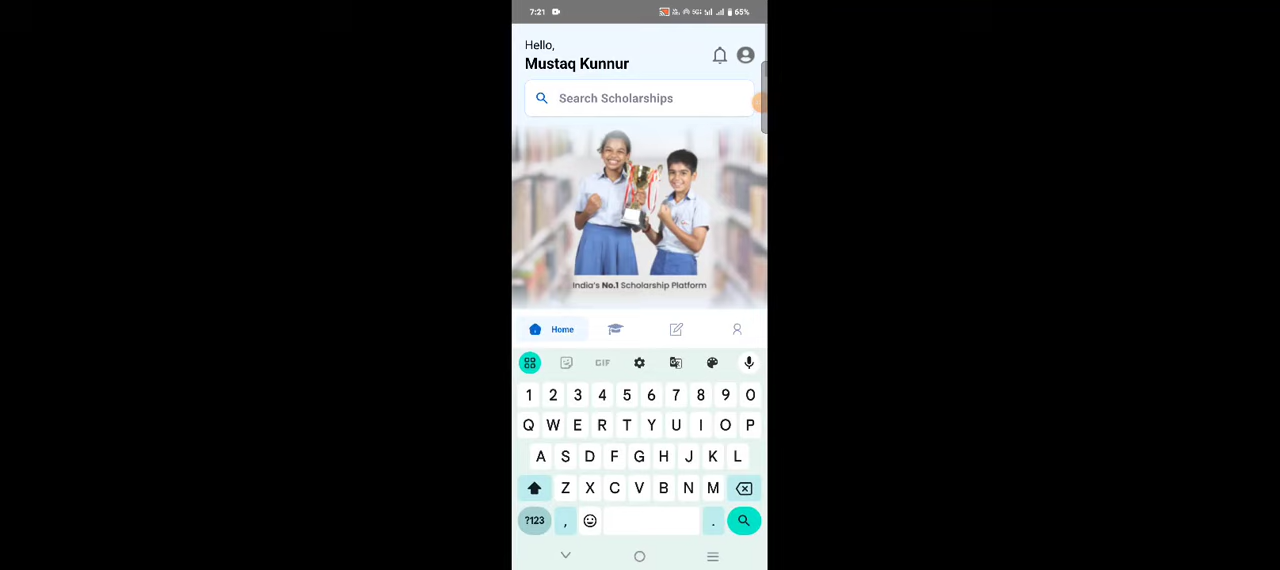 7:21 65%
Hello,
Mustaq Kunnur
Search Scholarships
India's No.1 Scholarship Platform
Home
GIF
1 2 3 4 5 6 7 8 9 0
Q W E R T Y U I O P
A S D F G H J K L
Z X C V B N M
?123 , .